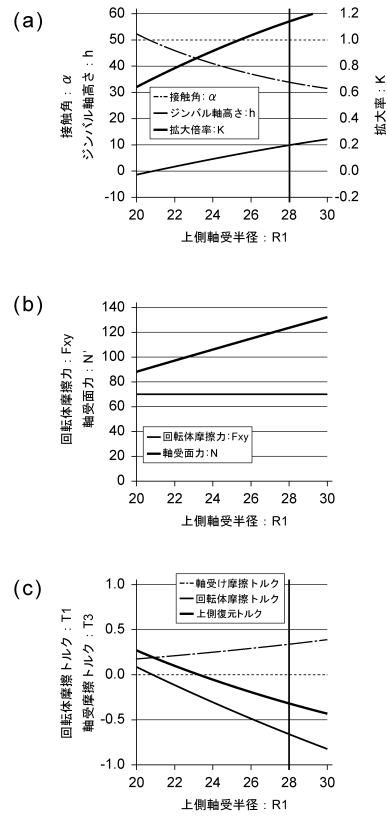 (a)
60
50
40
30
20
10
0
-10
1.2
1.0
0.8
0.6
0.4
0.2
0.0
-0.2
接触角：α
ジンバル軸高さ：h
拡大率：K
接触角：α
ジンバル軸高さ：h
拡大倍率：K
20 22 24 26 28 30
上側軸受半径：R1
(b)
140
120
100
80
60
40
20
0
回転体摩擦力：Fxy
軸受面力：N'
回転体摩擦力：Fxy
軸受面力：N
20 22 24 26 28 30
上側軸受半径：R1
(c)
1.0
0.5
0.0
-0.5
-1.0
回転体摩擦トルク：T1
軸受摩擦トルク：T3
軸受け摩擦トルク
回転体摩擦トルク
上側復元トルク
20 22 24 26 28 30
上側軸受半径：R1